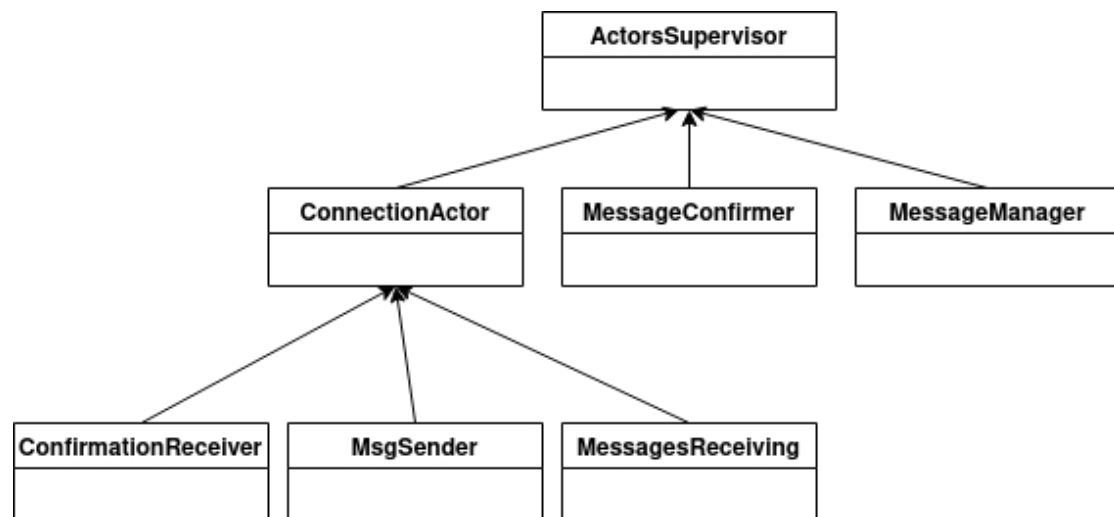 ActorsSupervisor
ConnectionActor
MessageConfirmer
MessageManager
ConfirmationReceiver
MsgSender
MessagesReceiving